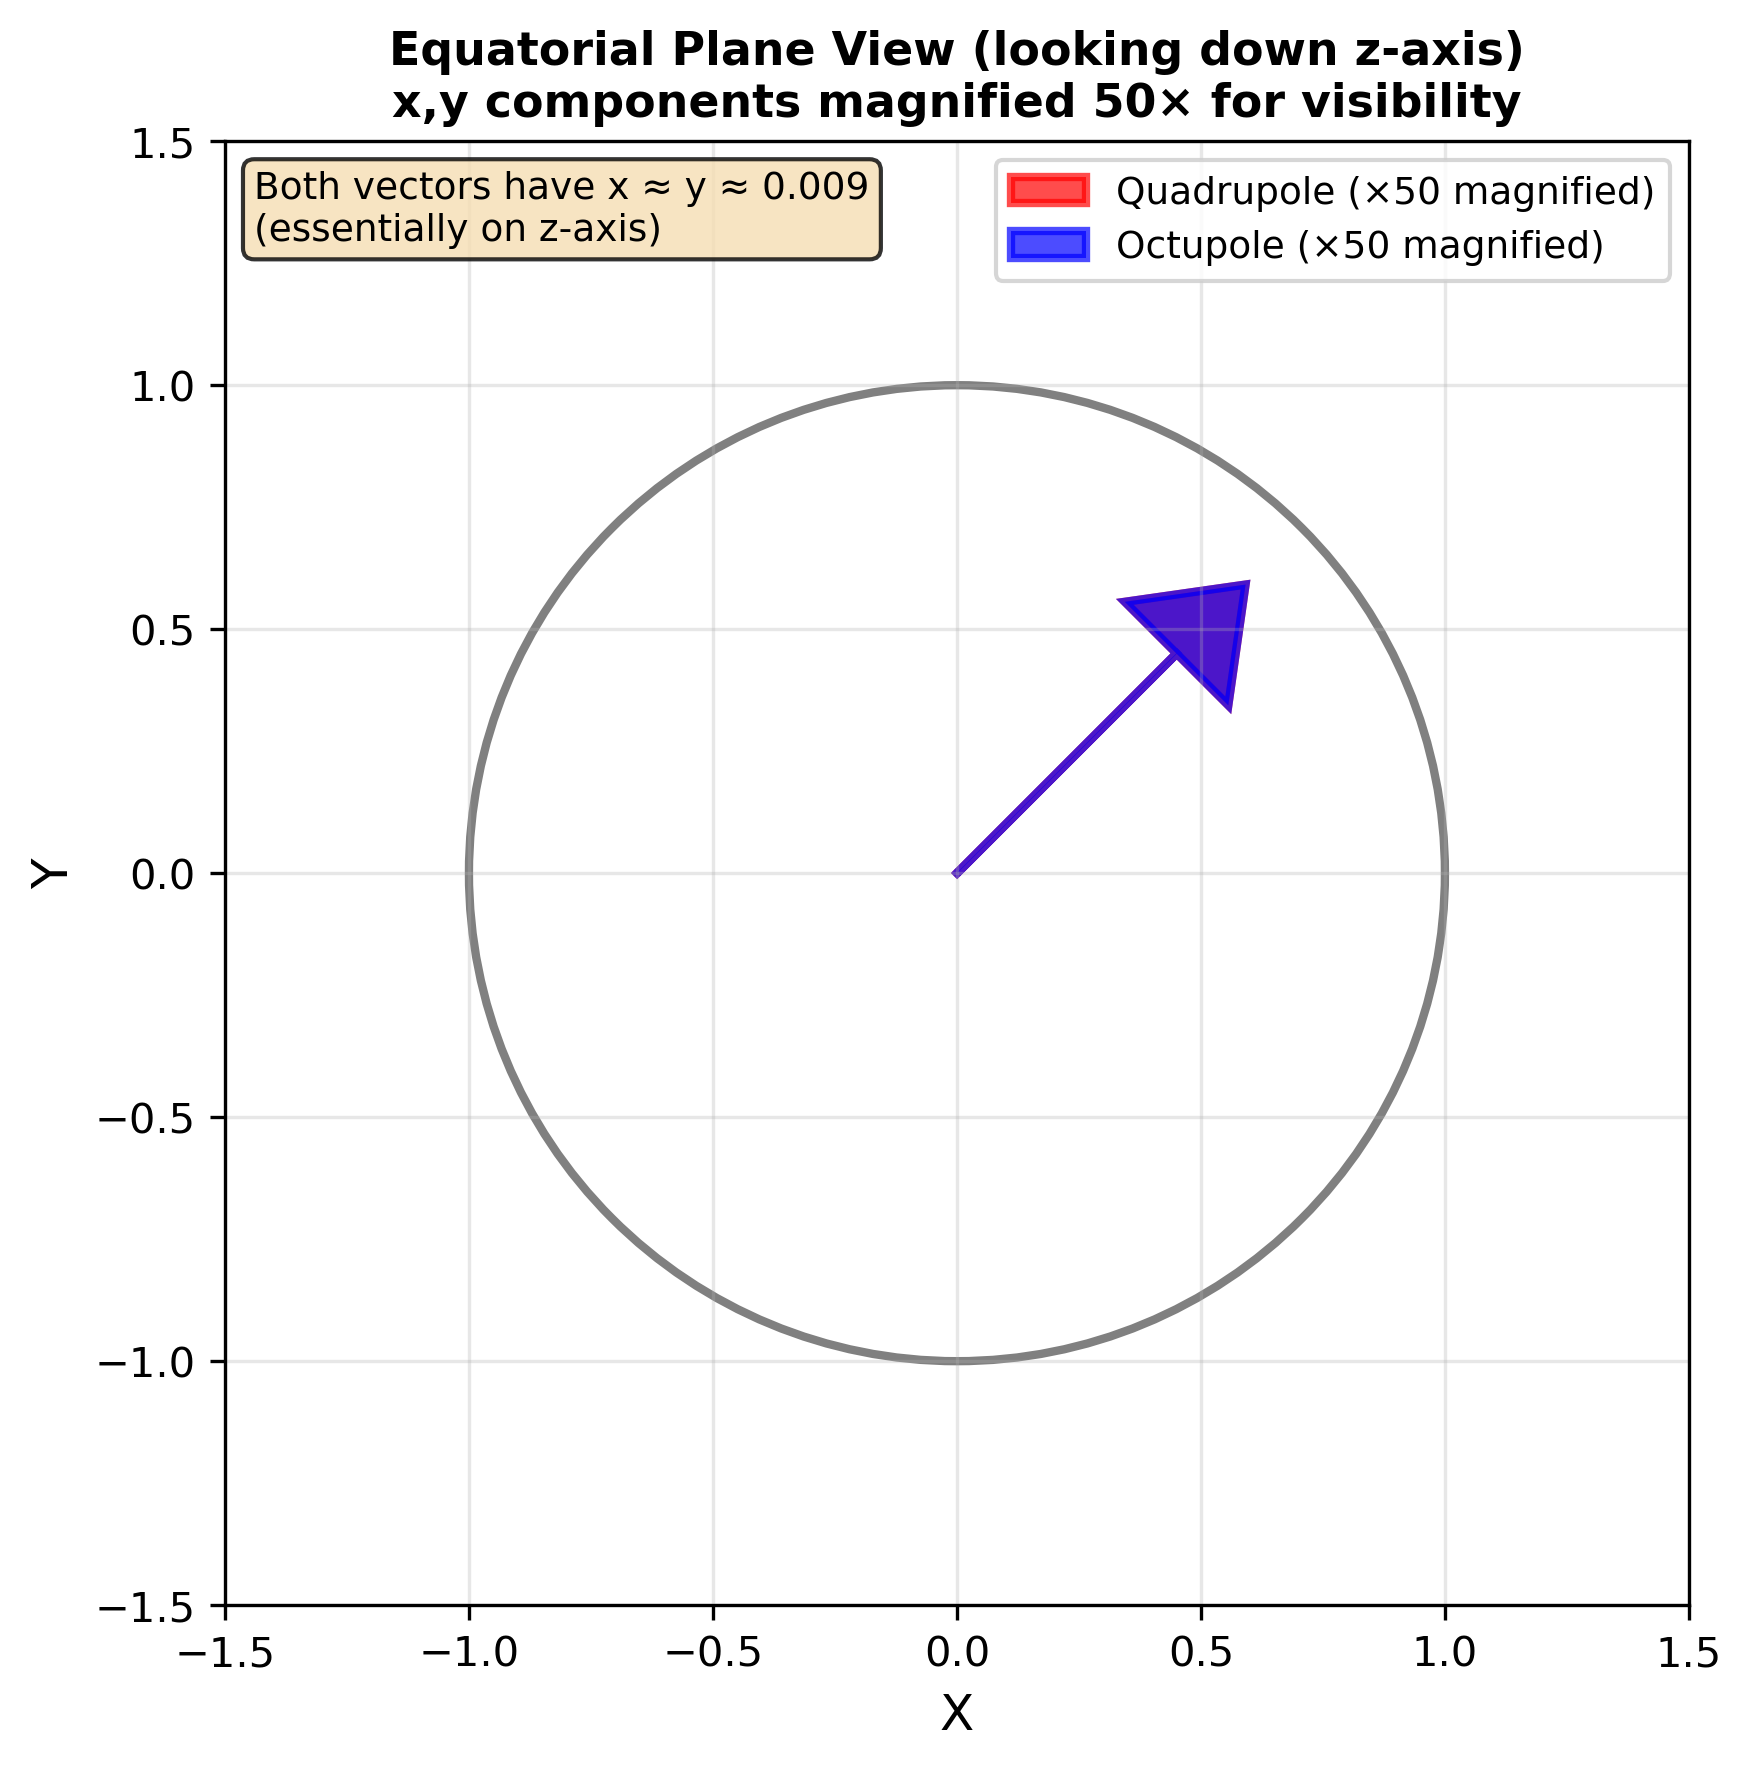 Equatorial Plane View (looking down z-axis)
x,y components magnified 50× for visibility
Both vectors have x ≈ y ≈ 0.009
(essentially on z-axis)
Quadrupole (×50 magnified)
Octupole (×50 magnified)
1.5
1.0
0.5
0.0
−0.5
−1.0
−1.5
Y
−1.5 −1.0 −0.5 0.0 0.5 1.0 1.5
X